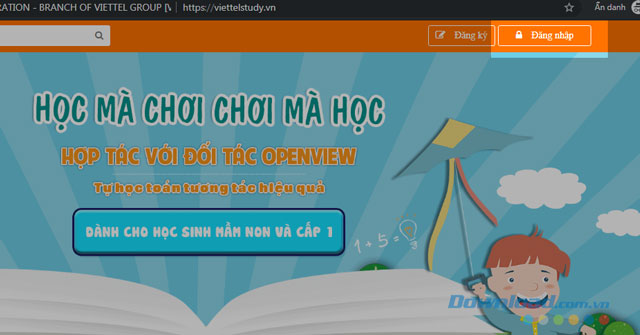 RATION - BRANCH OF VIETTEL GROUP [V
https://viettelstudy.vn
Ẩn danh
Đăng ký
Đăng nhập
HỌC MÀ CHƠI CHƠI MÀ HỌC
HỢP TÁC VỚI ĐỐI TÁC OPENVIEW
Tự học toán tương tác hiệu quả
DÀNH CHO HỌC SINH MẦM NON VÀ CẤP 1
1 + 5 =
Download.com.vn